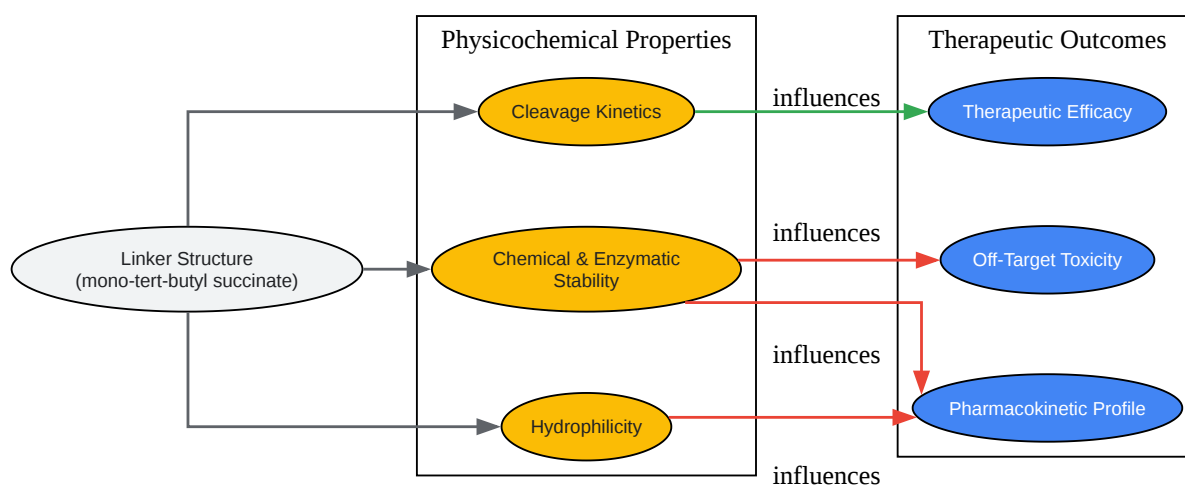 Physicochemical Properties
Therapeutic Outcomes
Cleavage Kinetics
influences
Therapeutic Efficacy
Linker Structure
(mono-tert-butyl succinate)
Chemical & Enzymatic
Stability
influences
Off-Target Toxicity
influences
Hydrophilicity
Pharmacokinetic Profile
influences